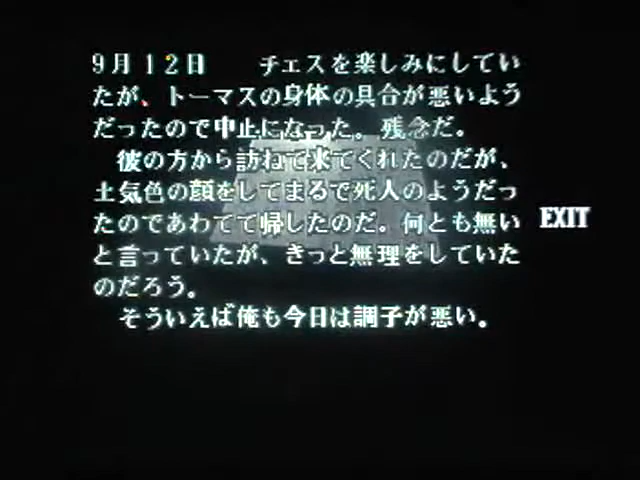 9月12日　　チェスを楽しみにしてい
たが、トーマスの身体の具合が悪いよう
だったので中止になった。残念だ。
　彼の方から訪ねて来てくれたのだが、
土気色の顔をしてまるで死人のようだっ
たのであわてて帰したのだ。何とも無い
と言っていたが、きっと無理をしていた
のだろう。
　そういえば俺も今日は調子が悪い。
EXIT